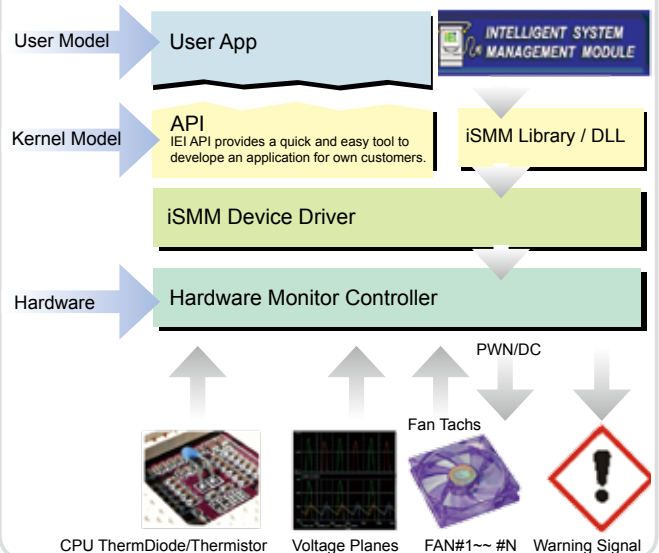 User Model
User App
IEI
INTELLIGENT SYSTEM
MANAGEMENT MODULE
Kernel Model
API
IEI API provides a quick and easy tool to
develope an application for own customers.
iSMM Library / DLL
iSMM Device Driver
Hardware
Hardware Monitor Controller
PWN/DC
Fan Tachs
CPU ThermDiode/Thermistor
Voltage Planes
FAN#1~~ #N
Warning Signal